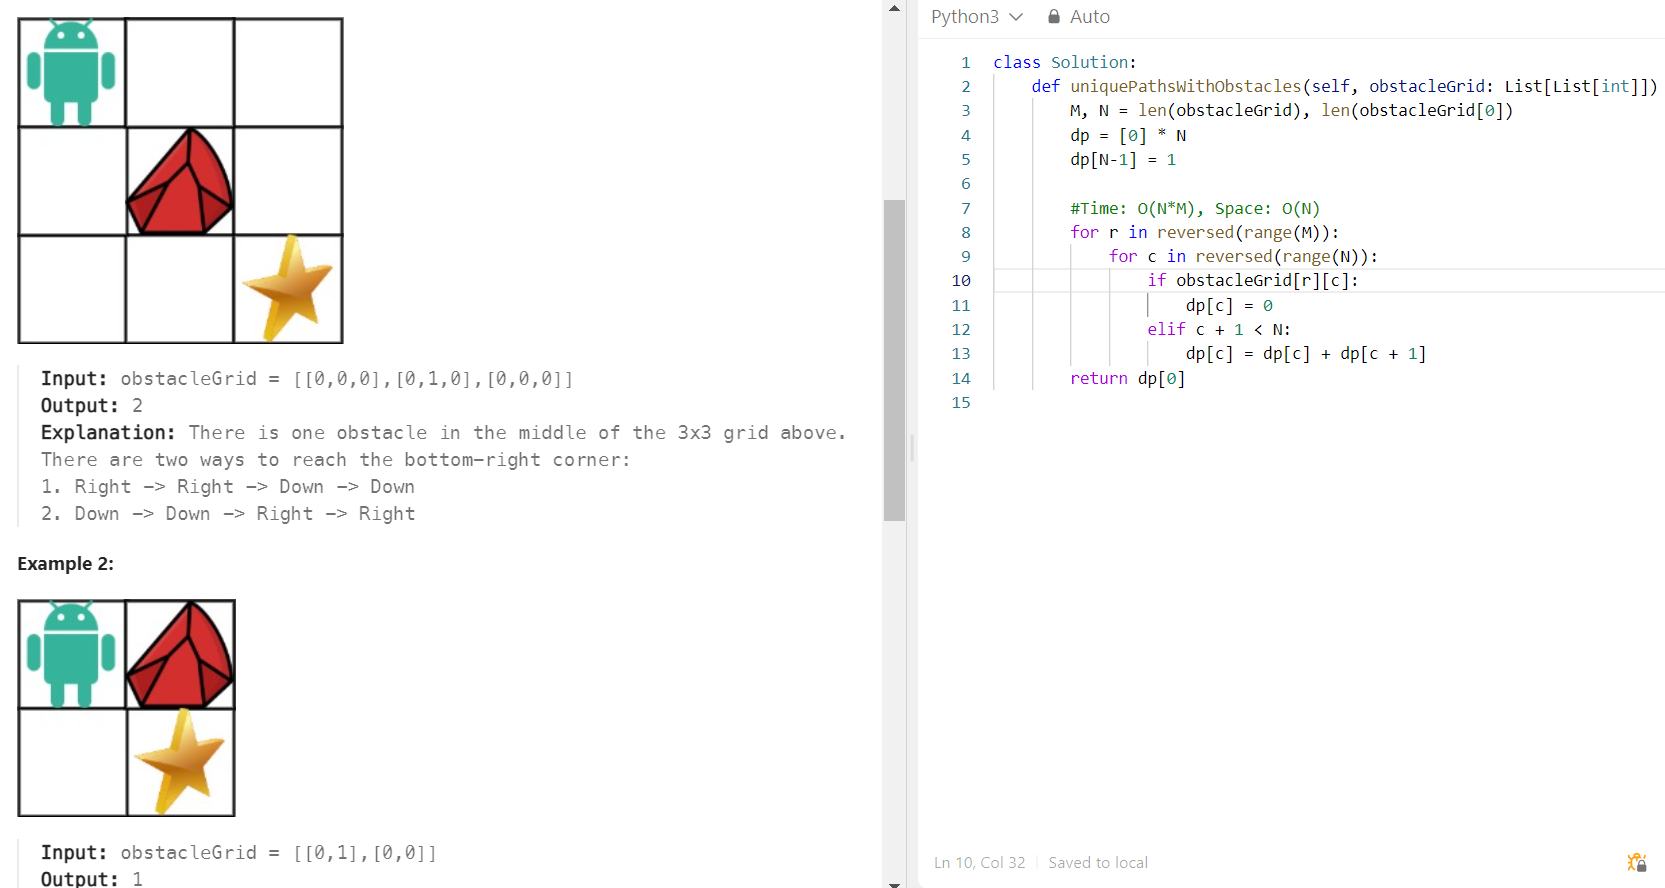 Input: obstacleGrid = [[0,0,0],[0,1,0],[0,0,0]]
Output: 2
Explanation: There is one obstacle in the middle of the 3x3 grid above.
There are two ways to reach the bottom-right corner:
1. Right -> Right -> Down -> Down
2. Down -> Down -> Right -> Right
Example 2:
Input: obstacleGrid = [[0,1],[0,0]]
Output: 1
Python3 Auto
1 class Solution:
2 def uniquePathsWithObstacles(self, obstacleGrid: List[List[int]])
3 M, N = len(obstacleGrid), len(obstacleGrid[0])
4 dp = [0] * N
5 dp[N-1] = 1
6
7 #Time: O(N*M), Space: O(N)
8 for r in reversed(range(M)):
9 for c in reversed(range(N)):
10 if obstacleGrid[r][c]:
11 dp[c] = 0
12 elif c + 1 < N:
13 dp[c] = dp[c] + dp[c + 1]
14 return dp[0]
15
Ln 10, Col 32 Saved to local